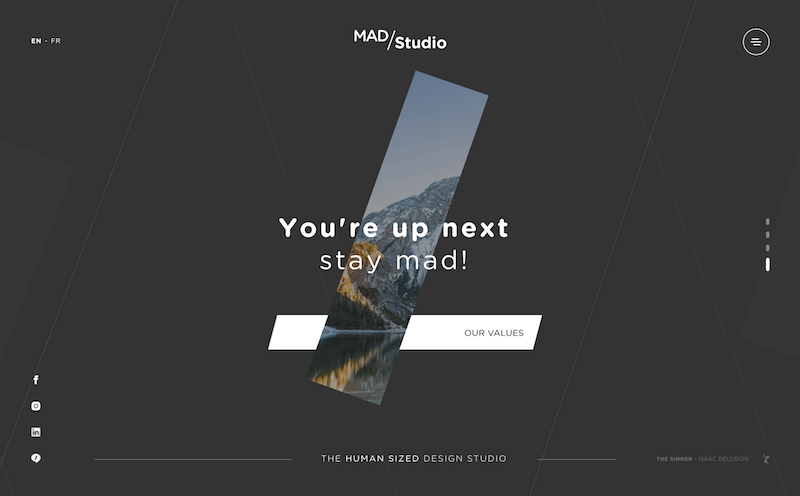 EN - FR
MAD/Studio
You're up next
stay mad!
OUR VALUES
THE HUMAN SIZED DESIGN STUDIO
THE SINNER - ISAAC DELUSION